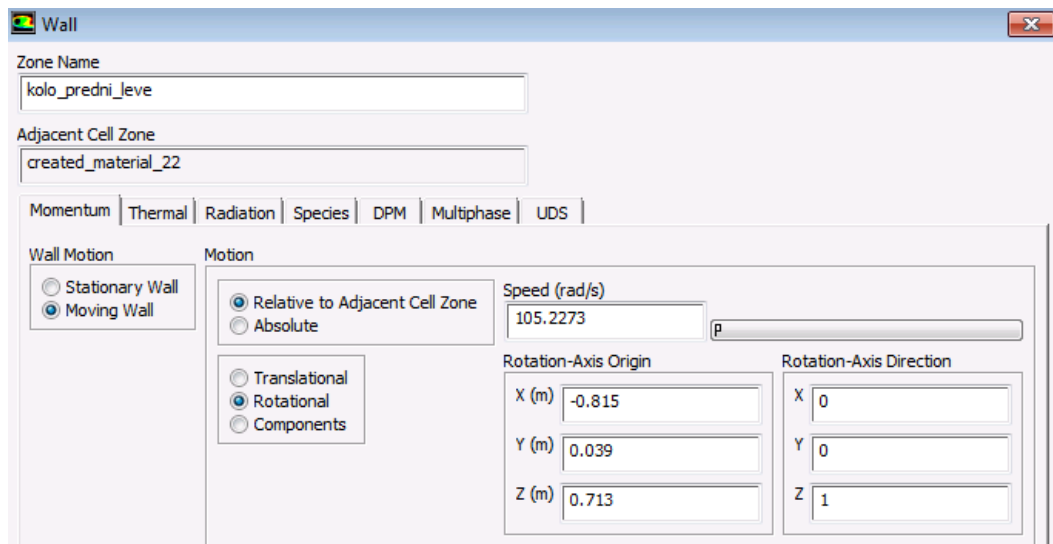 Wall
Zone Name
kolo_predni_leve
Adjacent Cell Zone
created_material_22
Momentum Thermal Radiation Species DPM Multiphase UDS
Wall Motion
Stationary Wall
Moving Wall
Motion
Relative to Adjacent Cell Zone
Absolute
Translational
Rotational
Components
Speed (rad/s)
105.2273
Rotation-Axis Origin
X (m) -0.815
Y (m) 0.039
Z (m) 0.713
Rotation-Axis Direction
X 0
Y 0
Z 1